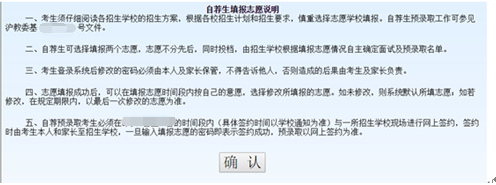 自荐生填报志愿说明
一、考生须仔细阅读各招生学校的招生方案，根据各校招生计划和招生要求，慎重选择志愿学校填报。自荐生预录取工作可参见
沪教委基 号文件。
二、自荐生可选择填报两个志愿，志愿不分先后，同时投档，由招生学校根据填报志愿情况自主确定面试及预录取名单。
三、考生登录系统后修改的密码必须由本人及家长保管，不得告诉他人，否则造成的后果由考生及家长负责。
四、志愿填报成功后，可以在填报志愿时间段内按自己的意愿，选择修改所填报的志愿。如未修改，则系统默认所填志愿；如若
修改，在规定期限内，以最后一次修改的志愿为准。
五、自荐预录取考生必须在 的时间段内（具体签约时间以学校通知为准）与一所招生学校现场进行网上签约，签约
时由考生本人和家长至招生学校，一旦输入填报志愿的密码即表示签约成功，预录取以网上签约为准。
确 认